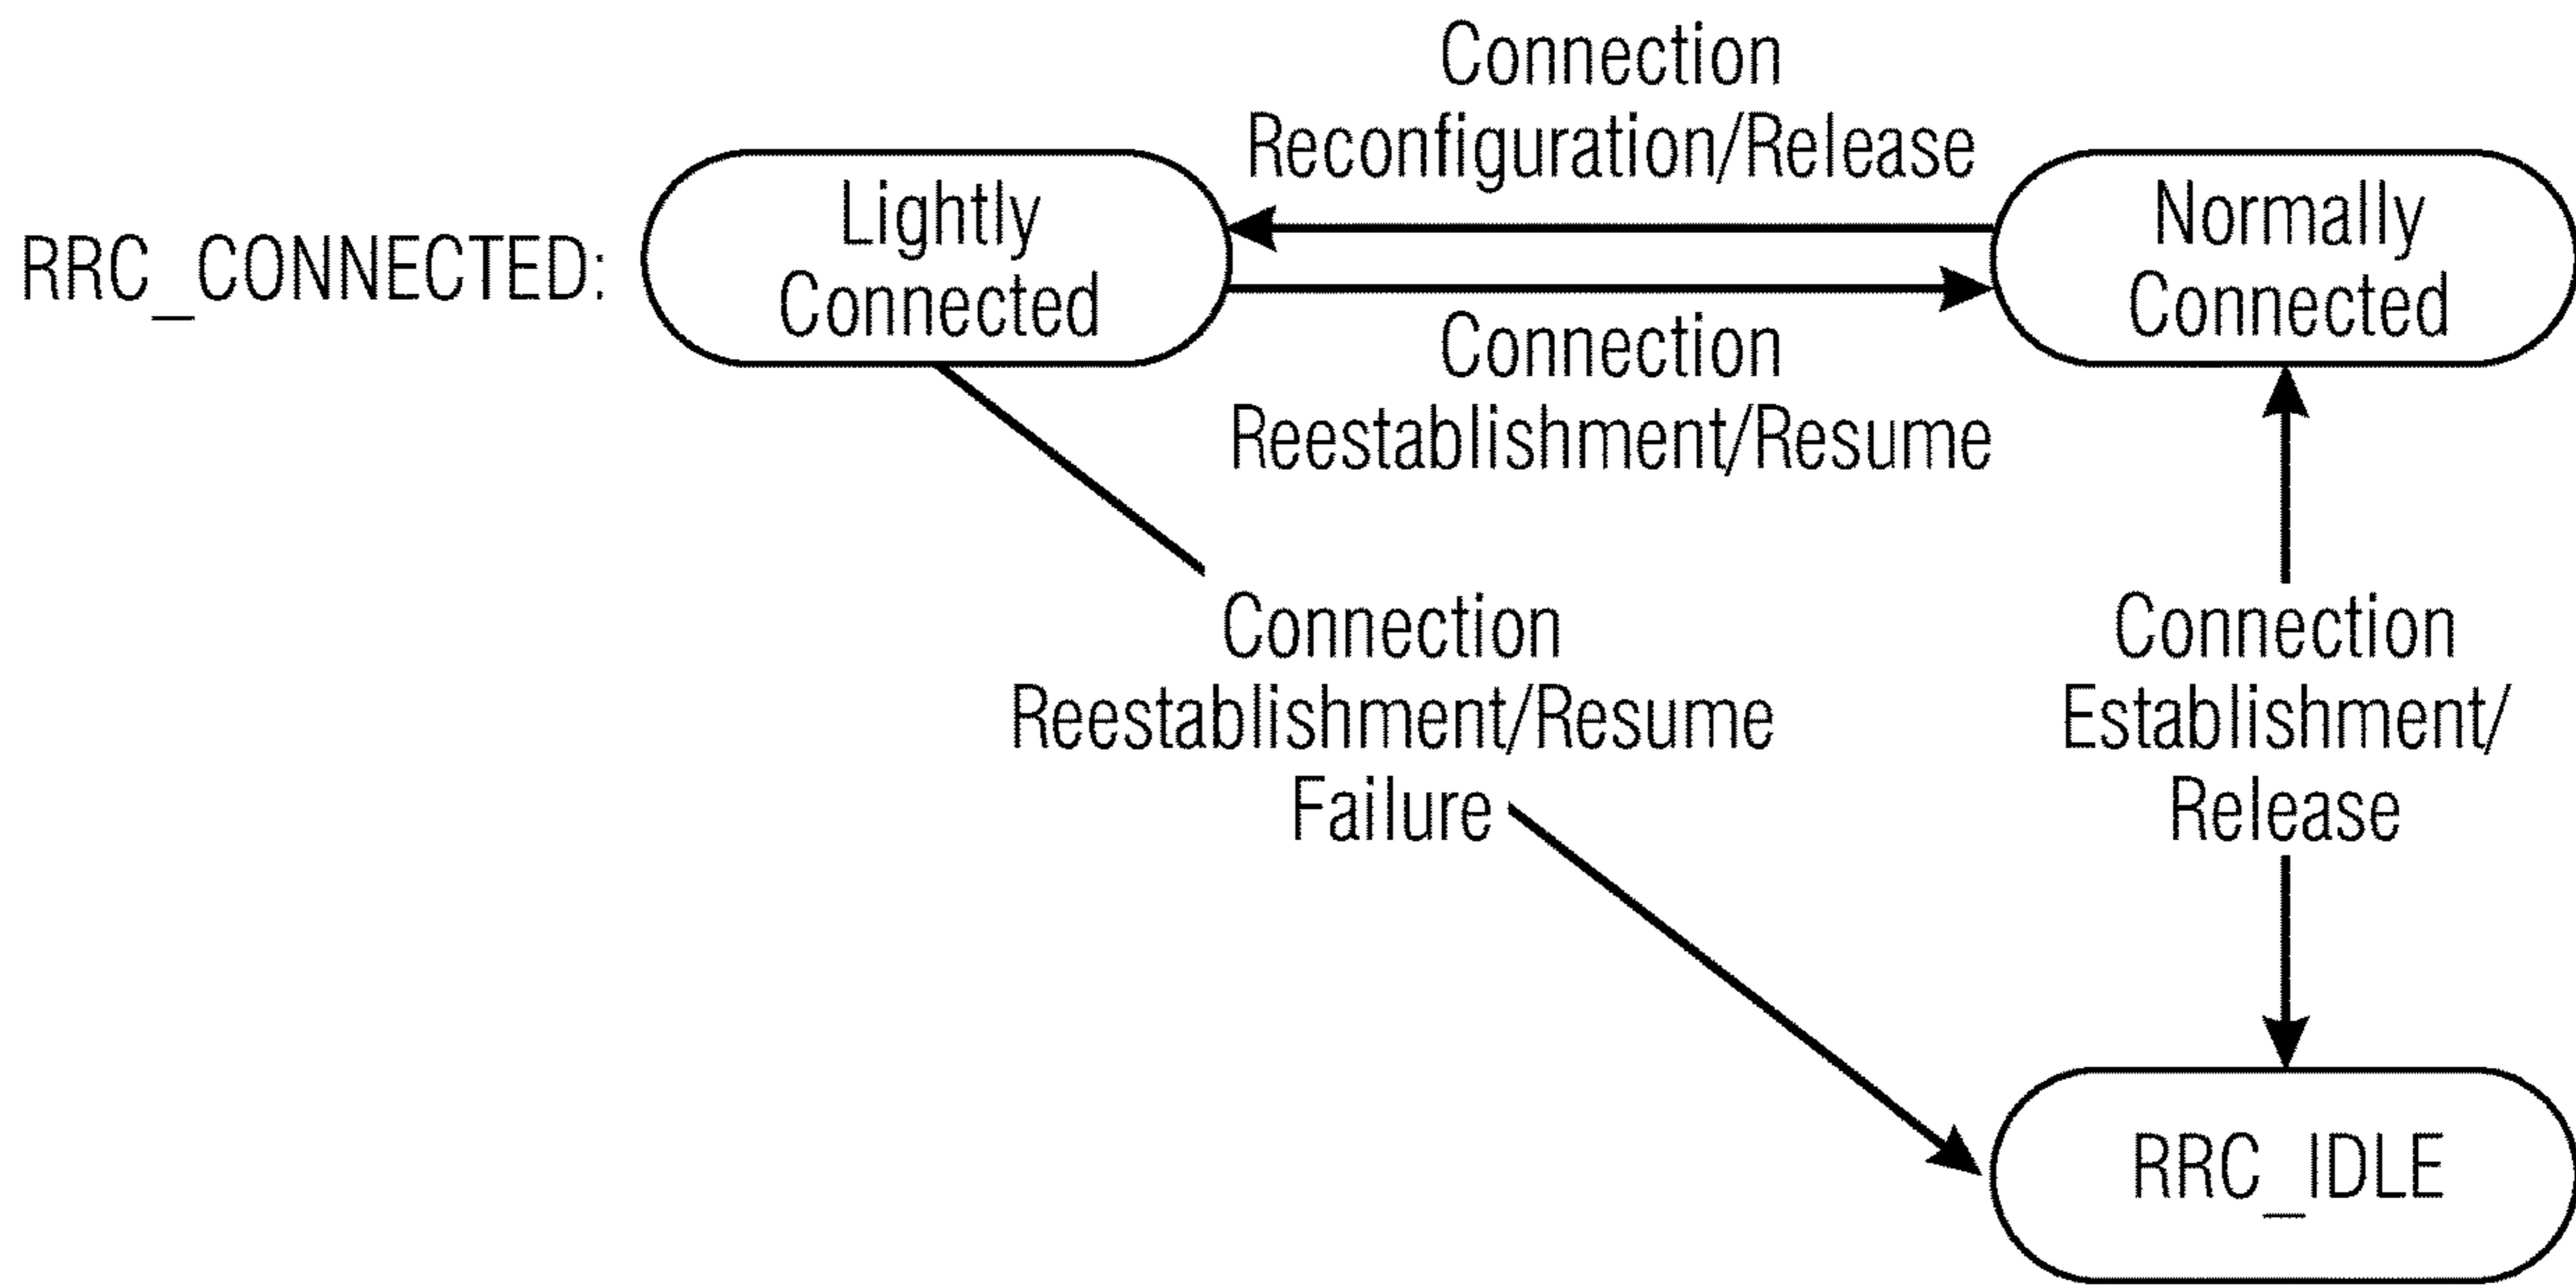 Connection
Reconfiguration/Release
RRC_CONNECTED:
Lightly
Connected
Normally
Connected
Connection
Reestablishment/Resume
Connection
Reestablishment/Resume
Failure
Connection
Establishment/
Release
RRC_IDLE